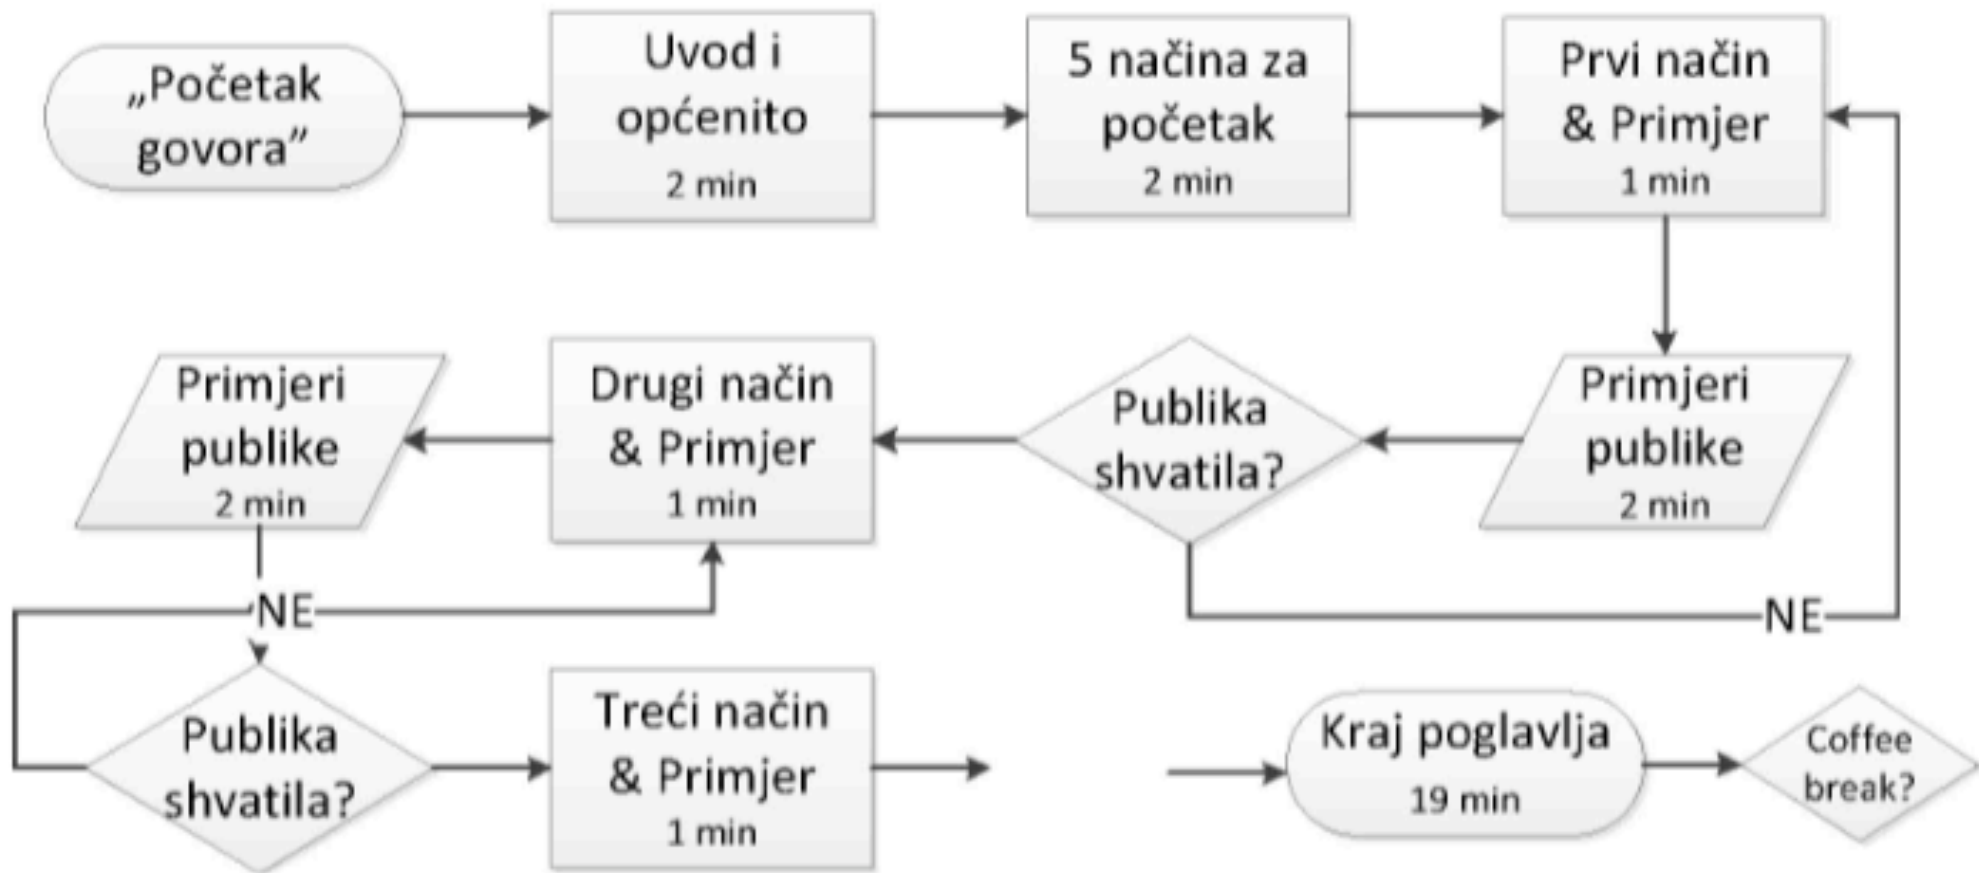 „Početak
govora”
Uvod i
općenito
2 min
5 načina za
početak
2 min
Prvi način
& Primjer
1 min
Primjeri
publike
2 min
Publika
shvatila?
NE
Drugi način
& Primjer
1 min
Primjeri
publike
2 min
NE
Publika
shvatila?
Treći način
& Primjer
1 min
Kraj poglavlja
19 min
Coffee
break?